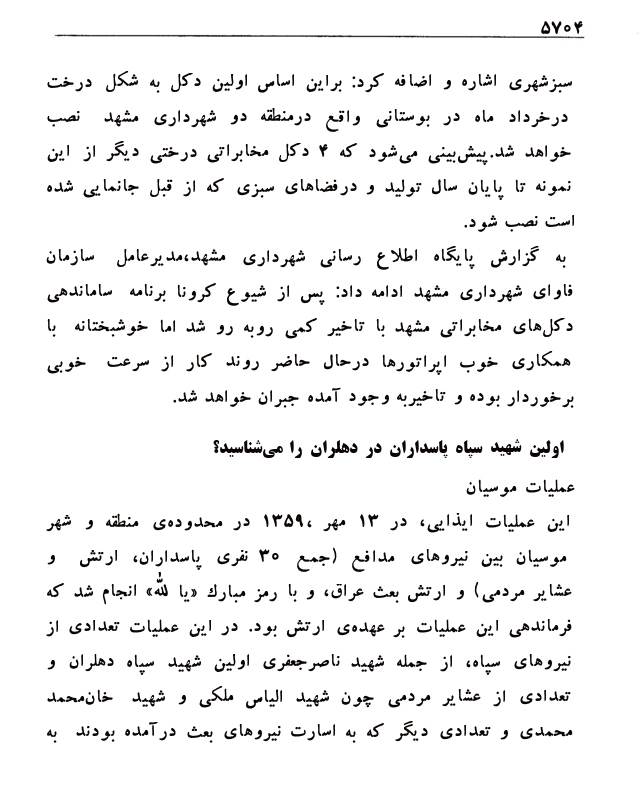 ۵۷۰۴
سبزشهری اشاره و اضافه کرد: براین اساس اولین دکل به شکل درخت
درخرداد ماه در بوستانی واقع درمنطقه دو شهرداری مشهد نصب
خواهد شد.پیش‌بینی می‌شود که ۴ دکل مخابراتی درختی دیگر از این
نمونه تا پایان سال تولید و درفضاهای سبزی که از قبل جانمایی شده
است نصب شود.
به گزارش پایگاه اطلاع رسانی شهرداری مشهد،مدیرعامل سازمان
فاوای شهرداری مشهد ادامه داد: پس از شیوع کرونا برنامه ساماندهی
دکل‌های مخابراتی مشهد با تاخیر کمی روبه رو شد اما خوشبختانه با
همکاری خوب اپراتورها درحال حاضر روند کار از سرعت خوبی
برخوردار بوده و تاخیربه وجود آمده جبران خواهد شد.
اولین شهید سپاه پاسداران در دهلران را می‌شناسید؟
عملیات موسیان
این عملیات ایذایی، در ۱۳ مهر ،۱۳۵۹ در محدوده‌ی منطقه و شهر
موسیان بین نیروهای مدافع (جمع ۳۰ نفری پاسداران، ارتش و
عشایر مردمی) و ارتش بعث عراق، و با رمز مبارك «یا لله» انجام شد که
فرماندهی این عملیات بر عهده‌ی ارتش بود. در این عملیات تعدادی از
نیروهای سپاه، از جمله شهید ناصرجعفری اولین شهید سپاه دهلران و
تعدادی از عشایر مردمی چون شهید الیاس ملکی و شهید خان‌محمد
محمدی و تعدادی دیگر که به اسارت نیروهای بعث درآمده بودند به